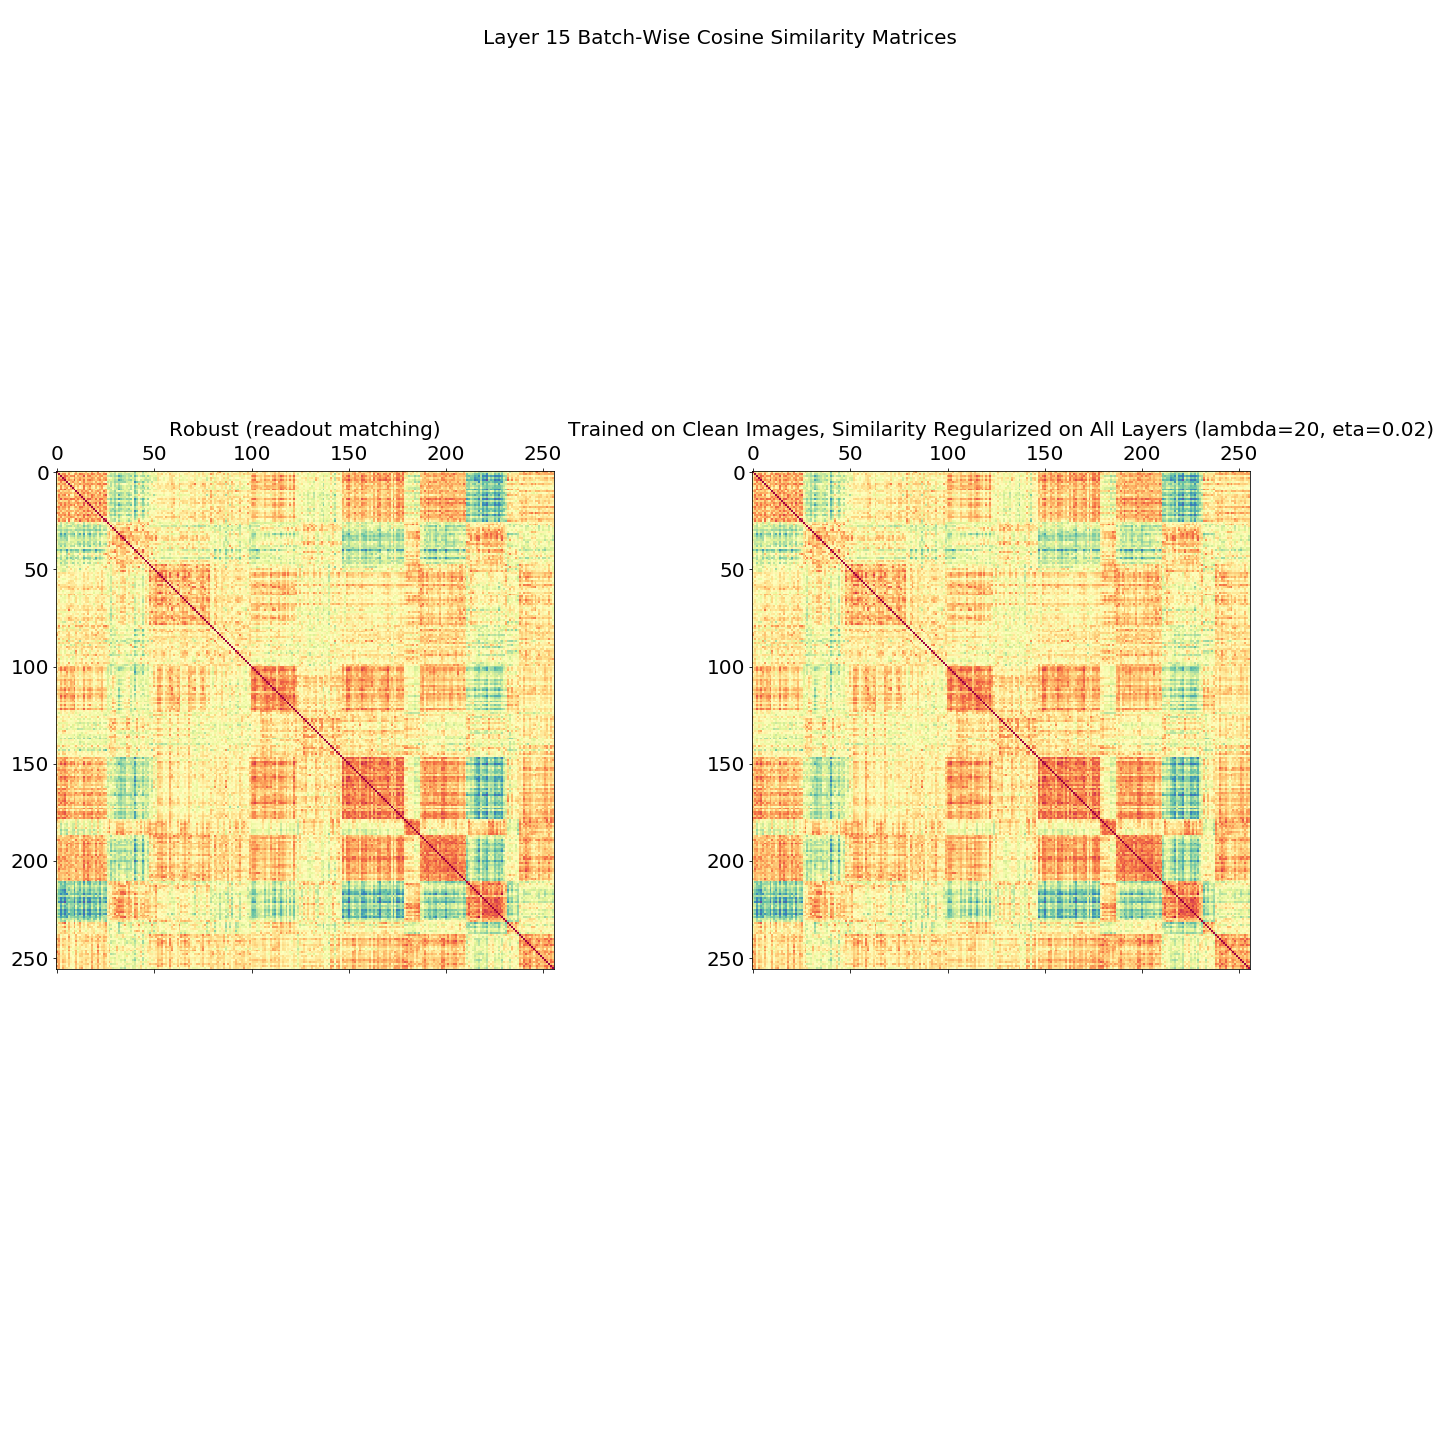 Layer 15 Batch-Wise Cosine Similarity Matrices
Robust (readout matching)
0 50 100 150 200 250
0
50
100
150
200
250
Trained on Clean Images, Similarity Regularized on All Layers (lambda=20, eta=0.02)
0 50 100 150 200 250
0
50
100
150
200
250